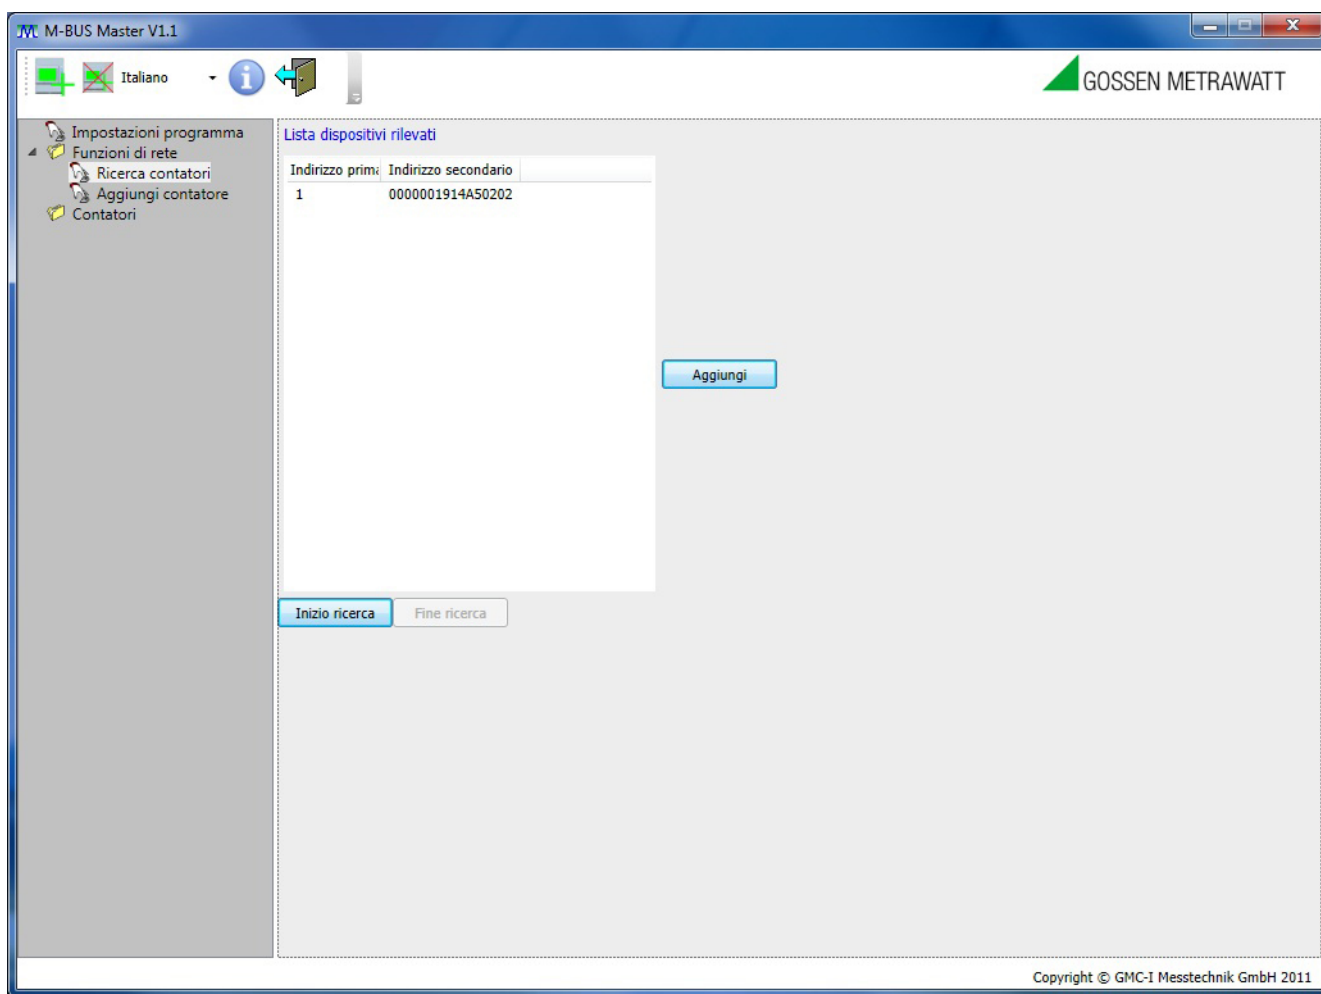 M-BUS Master V1.1
Italiano
GOSSEN METRAWATT
Impostazioni programma
Funzioni di rete
Ricerca contatori
Aggiungi contatore
Contatori
Lista dispositivi rilevati
Indirizzo prima Indirizzo secondario
1 0000001914A50202
Aggiungi
Inizio ricerca Fine ricerca
Copyright © GMC-I Messtechnik GmbH 2011